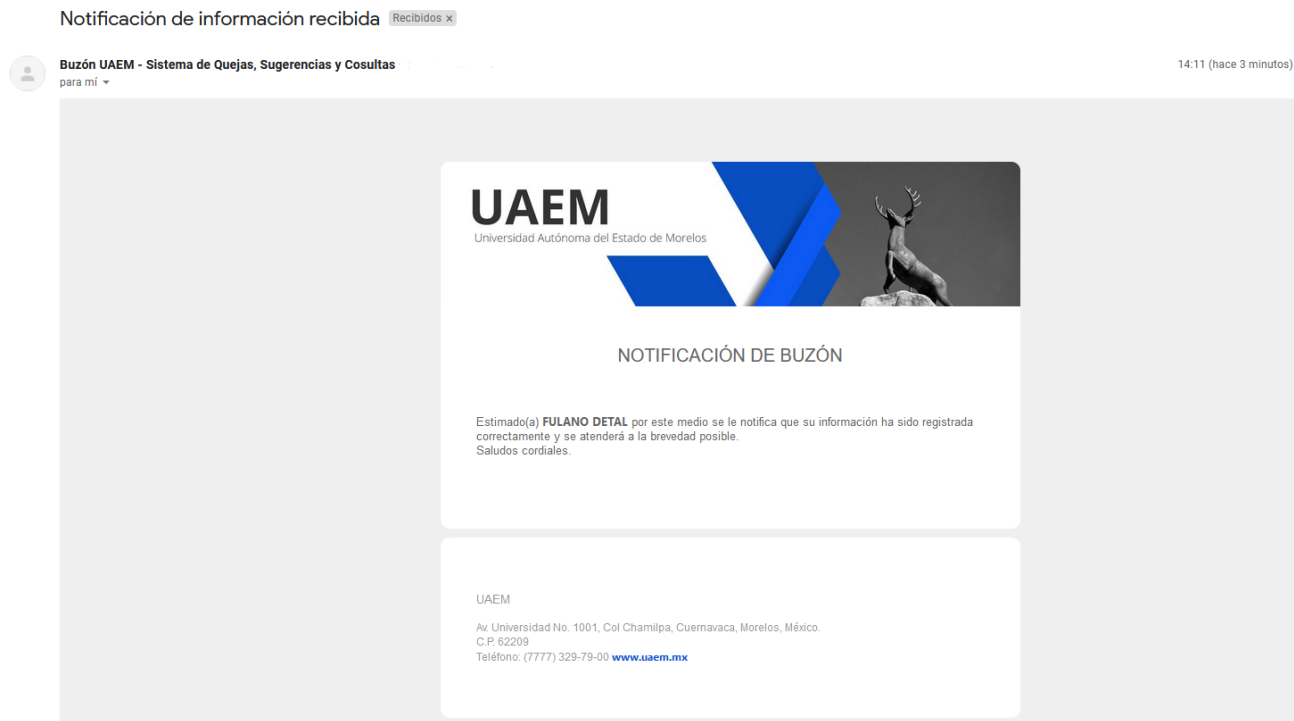 Notificación de información recibida Recibidos x
Buzón UAEM - Sistema de Quejas, Sugerencias y Cosultas
14:11 (hace 3 minutos)
para mí
UAEM
Universidad Autónoma del Estado de Morelos
NOTIFICACIÓN DE BUZÓN
Estimado(a) FULANO DETAL por este medio se le notifica que su información ha sido registrada
correctamente y se atenderá a la brevedad posible.
Saludos cordiales.
UAEM
Av. Universidad No. 1001, Col Chamilpa, Cuernavaca, Morelos, México.
C.P. 62209
Teléfono: (7777) 329-79-00 www.uaem.mx